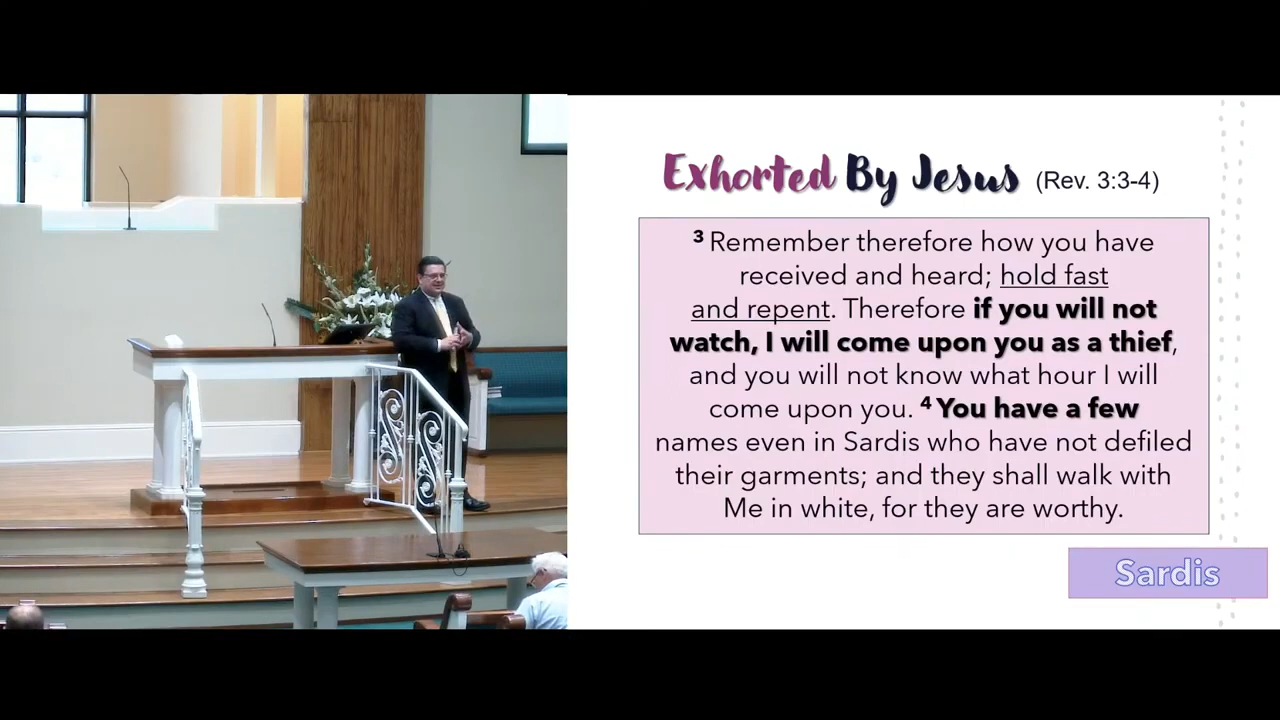 Exhorted By Jesus (Rev. 3:3-4)
³ Remember therefore how you have
received and heard; hold fast
and repent. Therefore if you will not
watch, I will come upon you as a thief,
and you will not know what hour I will
come upon you. ⁴ You have a few
names even in Sardis who have not defiled
their garments; and they shall walk with
Me in white, for they are worthy.
Sardis